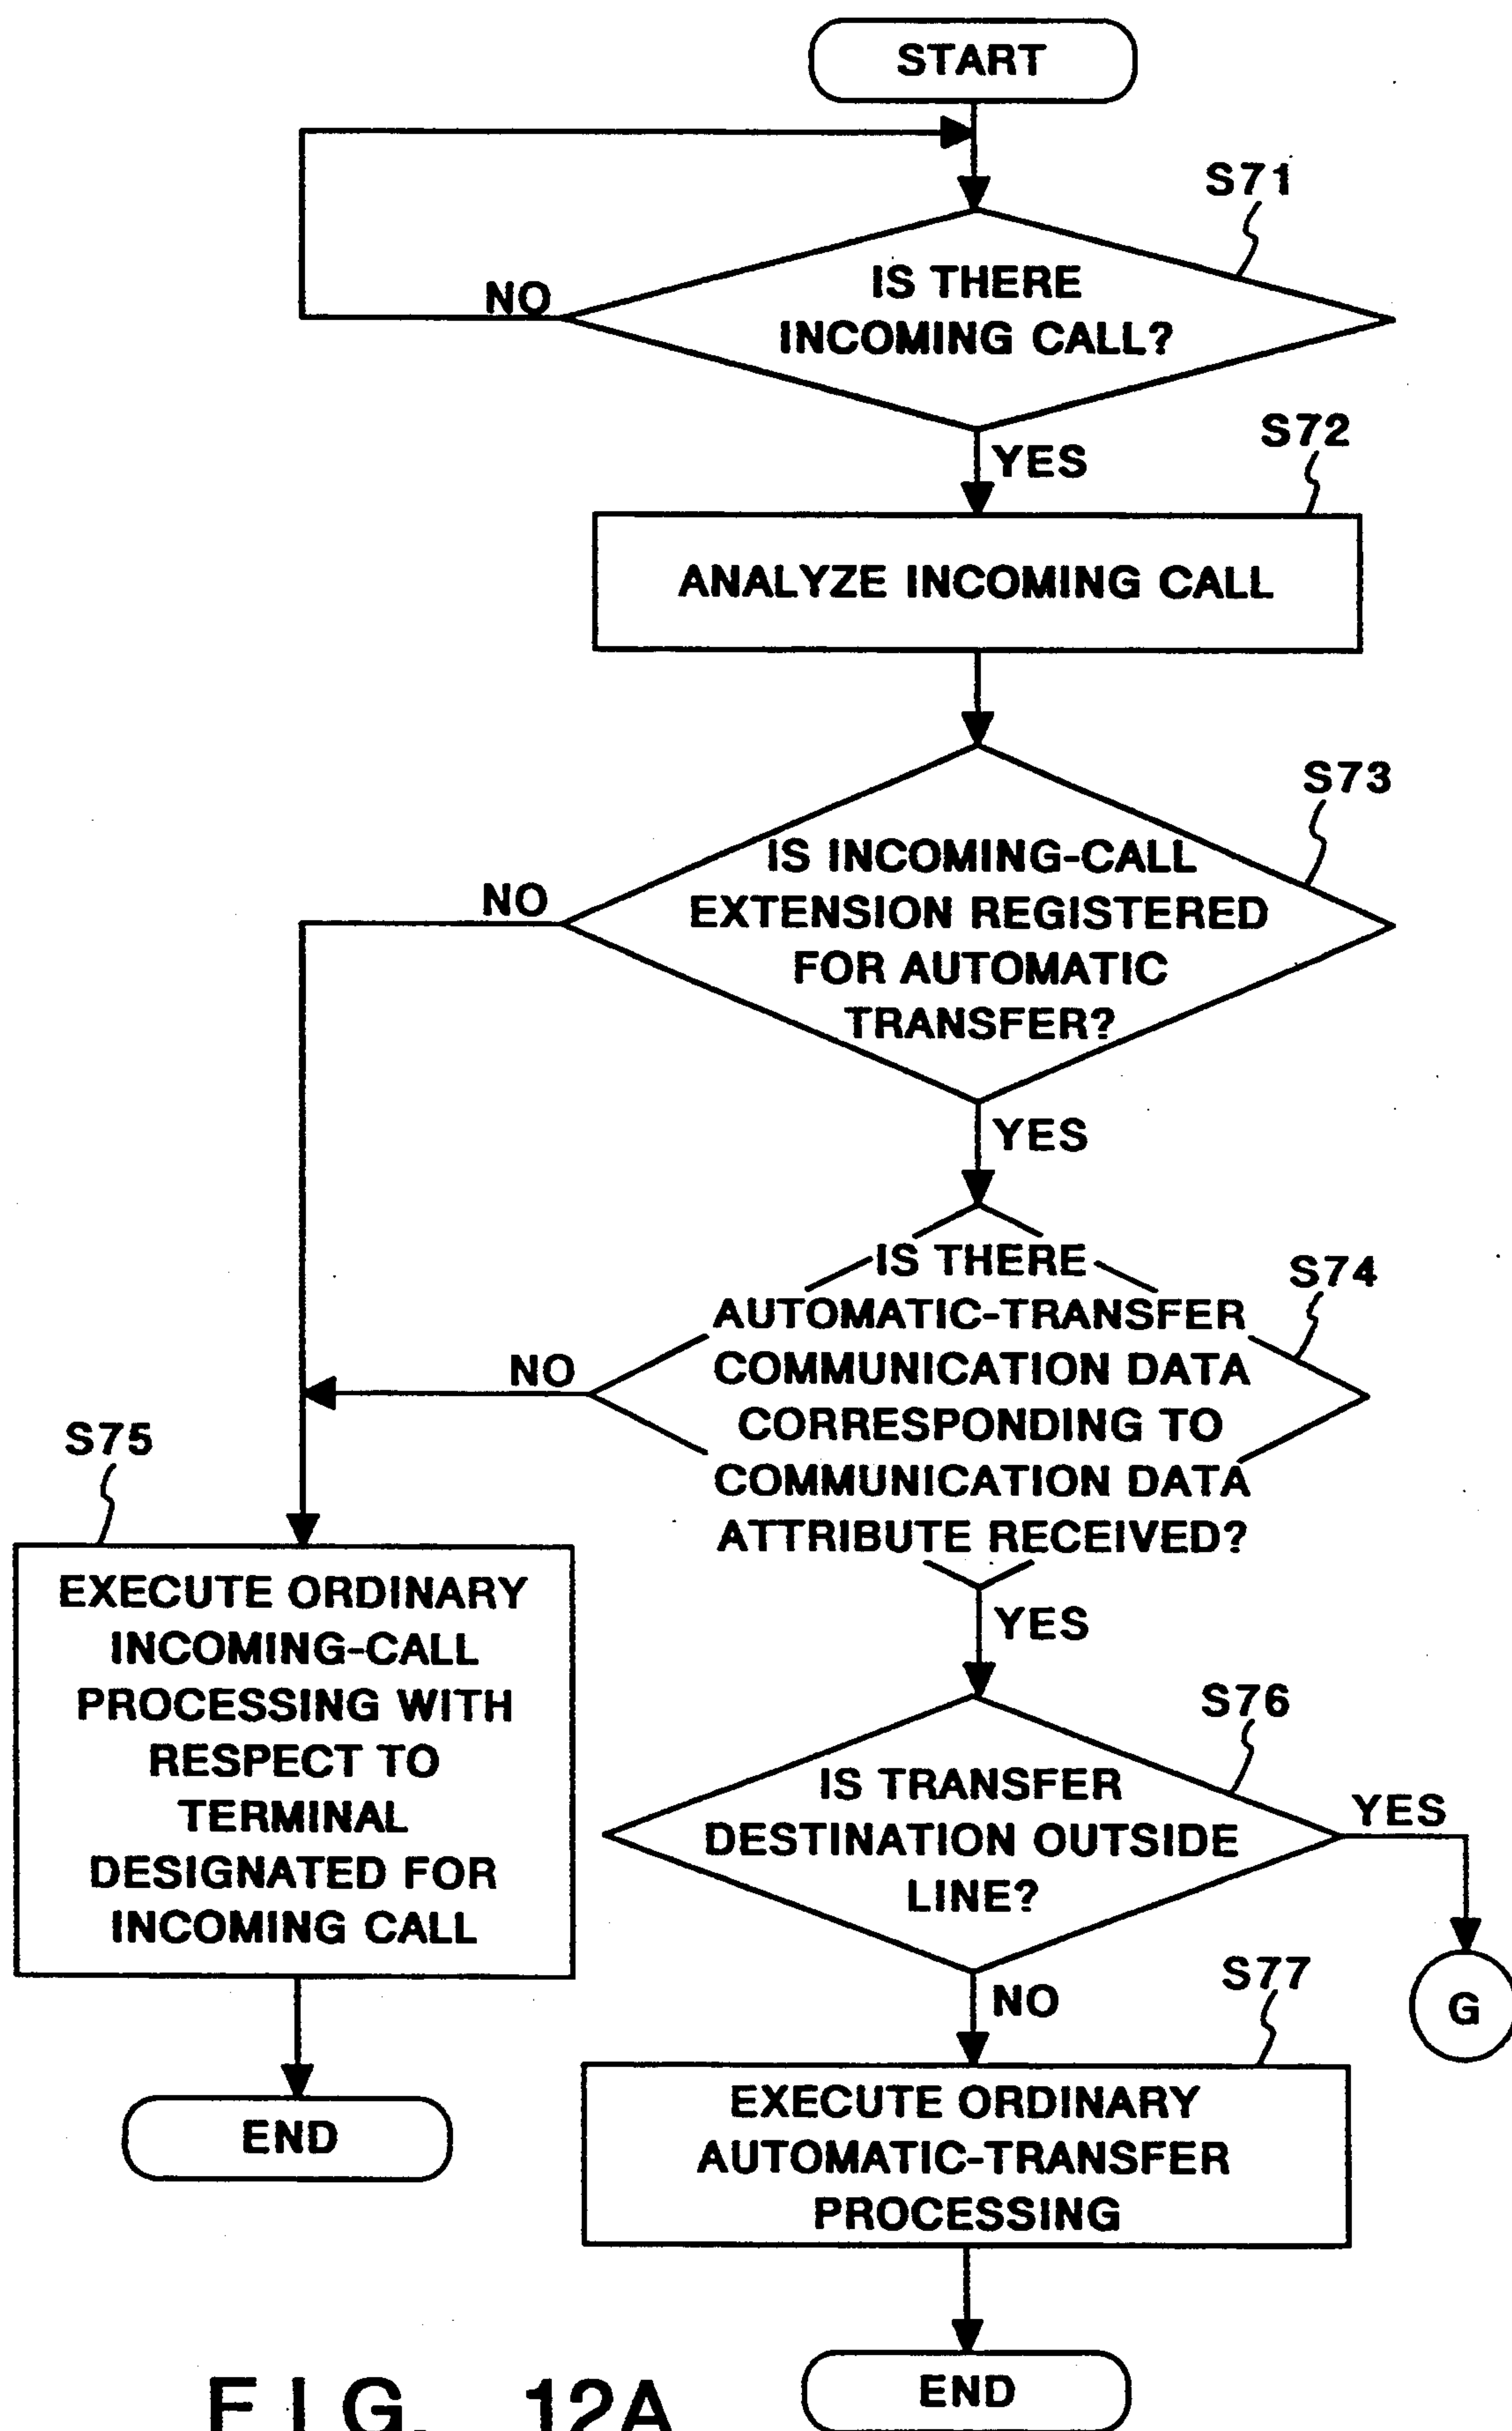 START
S71
IS THERE
INCOMING CALL?
NO
YES
S72
ANALYZE INCOMING CALL
S73
IS INCOMING-CALL
EXTENSION REGISTERED
FOR AUTOMATIC
TRANSFER?
NO
YES
S74
IS THERE
AUTOMATIC-TRANSFER
COMMUNICATION DATA
CORRESPONDING TO
COMMUNICATION DATA
ATTRIBUTE RECEIVED?
NO
YES
S75
EXECUTE ORDINARY
INCOMING-CALL
PROCESSING WITH
RESPECT TO
TERMINAL
DESIGNATED FOR
INCOMING CALL
END
S76
IS TRANSFER
DESTINATION OUTSIDE
LINE?
YES
G
NO
S77
EXECUTE ORDINARY
AUTOMATIC-TRANSFER
PROCESSING
END
FIG. 12A